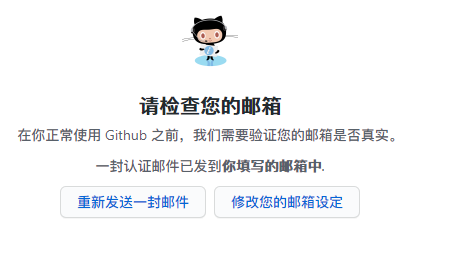 请检查您的邮箱
在你正常使用 Github 之前，我们需要验证您的邮箱是否真实。
一封认证邮件已发到你填写的邮箱中.
重新发送一封邮件 修改您的邮箱设定